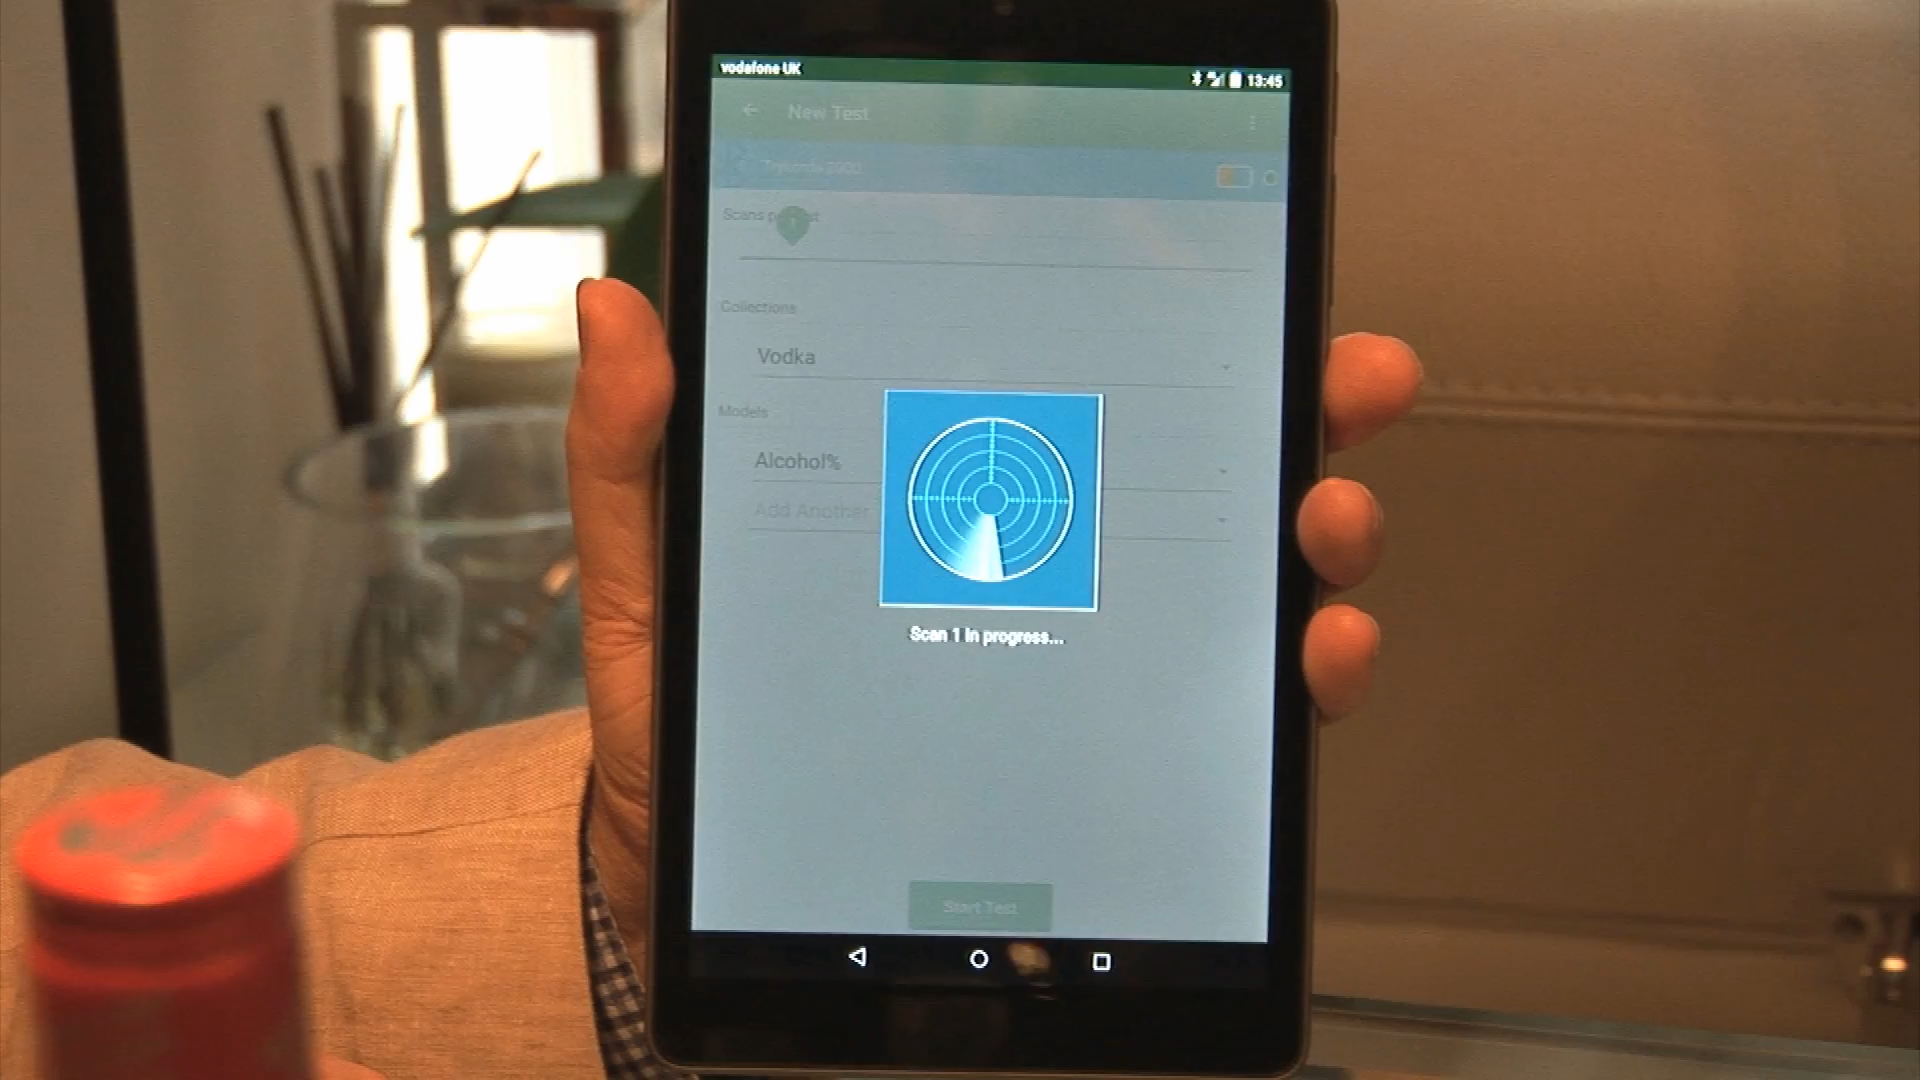 vodafone UK
13:45
New Test
Collections
Vodka
Models
Alcohol%
Add Another
Scan 1 in progress...
Start Test